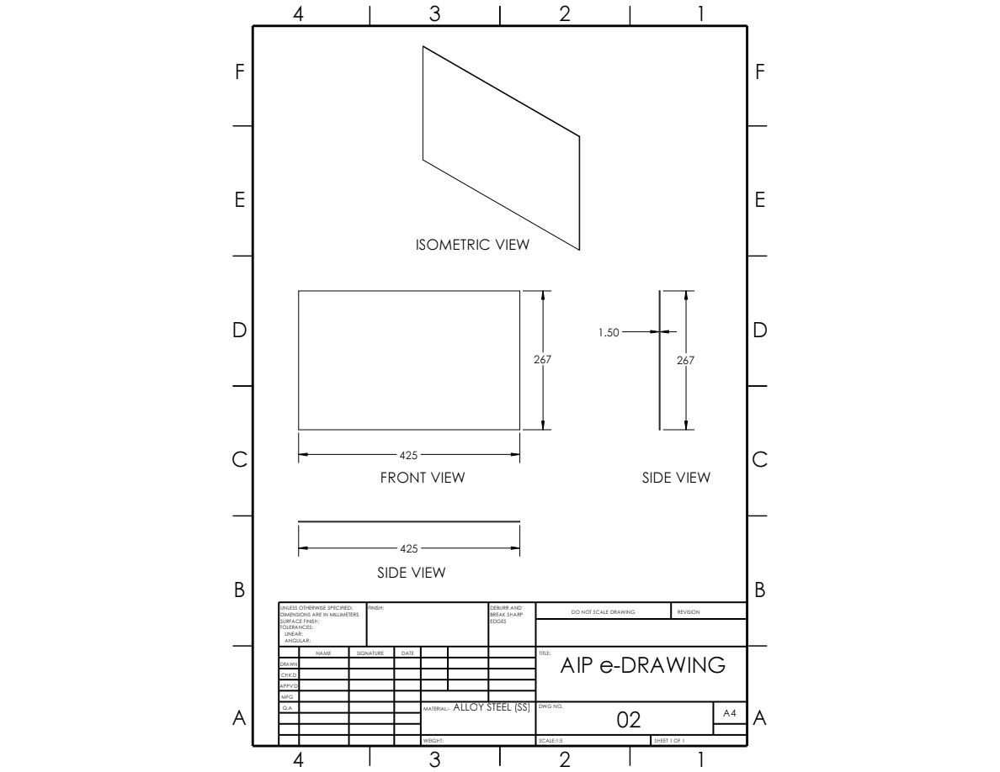 4 3 2 1
F F
E E
ISOMETRIC VIEW
D D
1.50
267 267
425
C C
FRONT VIEW SIDE VIEW
425
SIDE VIEW
B B
UNLESS OTHERWISE SPECIFIED:
DIMENSIONS ARE IN MILLIMETERS
SURFACE FINISH:
TOLERANCES:
LINEAR:
ANGULAR:
FINISH:
DEBURR AND
BREAK SHARP
EDGES
DO NOT SCALE DRAWING
REVISION
NAME SIGNATURE DATE
DRAWN
CHK'D
APPV'D
MFG
Q.A
TITLE:
AIP e-DRAWING
MATERIAL: ALLOY STEEL (SS)
DWG NO.
02
A4
A A
WEIGHT:
SCALE:1:5
SHEET 1 OF 1
4 3 2 1